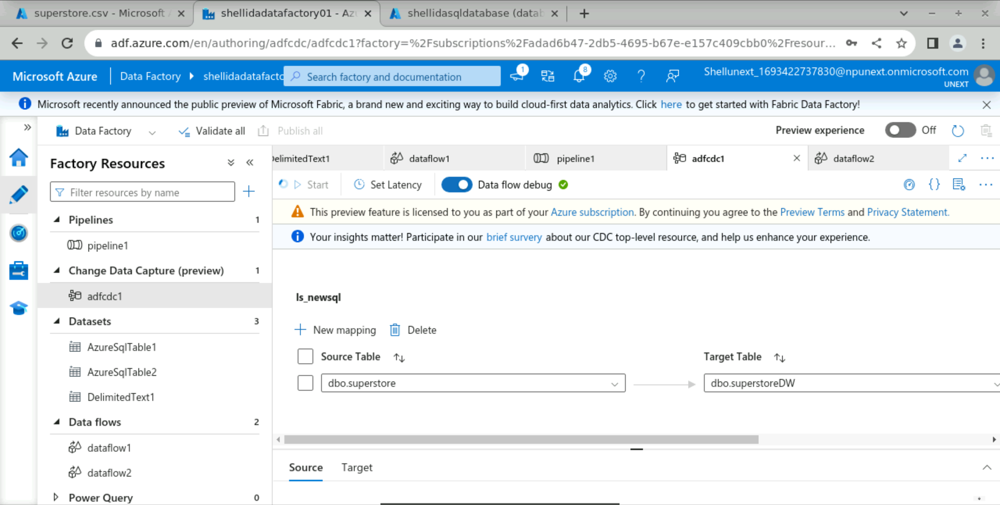 superstore.csv - Microsoft
shellidadatafactory01 - Az
shellidasqldatabase (datab
adf.azure.com/en/authoring/adfcdc/adfcdc1?factory=%2Fsubscriptions%2Fadad6b47-2db5-4695-b67e-e157c409cbb0%2Fresour...
Microsoft Azure
Data Factory
shellidadatafactc
Search factory and documentation
1
8
Shellunext_1693422737830@npunext.onmicrosoft.com
UNEXT
Microsoft recently announced the public preview of Microsoft Fabric, a brand new and exciting way to build cloud-first data analytics. Click here to get started with Fabric Data Factory!
Data Factory
Validate all
Publish all
Preview experience
Off
Factory Resources
Filter resources by name
Pipelines 1
pipeline1
Change Data Capture (preview) 1
adfcdc1
Datasets 3
AzureSqlTable1
AzureSqlTable2
DelimitedText1
Data flows 2
dataflow1
dataflow2
Power Query 0
DelimitedText1
dataflow1
pipeline1
adfcdc1
dataflow2
Start
Set Latency
Data flow debug
This preview feature is licensed to you as part of your Azure subscription. By continuing you agree to the Preview Terms and Privacy Statement.
Your insights matter! Participate in our brief survery about our CDC top-level resource, and help us enhance your experience.
ls_newsql
New mapping
Delete
Source Table
Target Table
dbo.superstore
dbo.superstoreDW
Source
Target